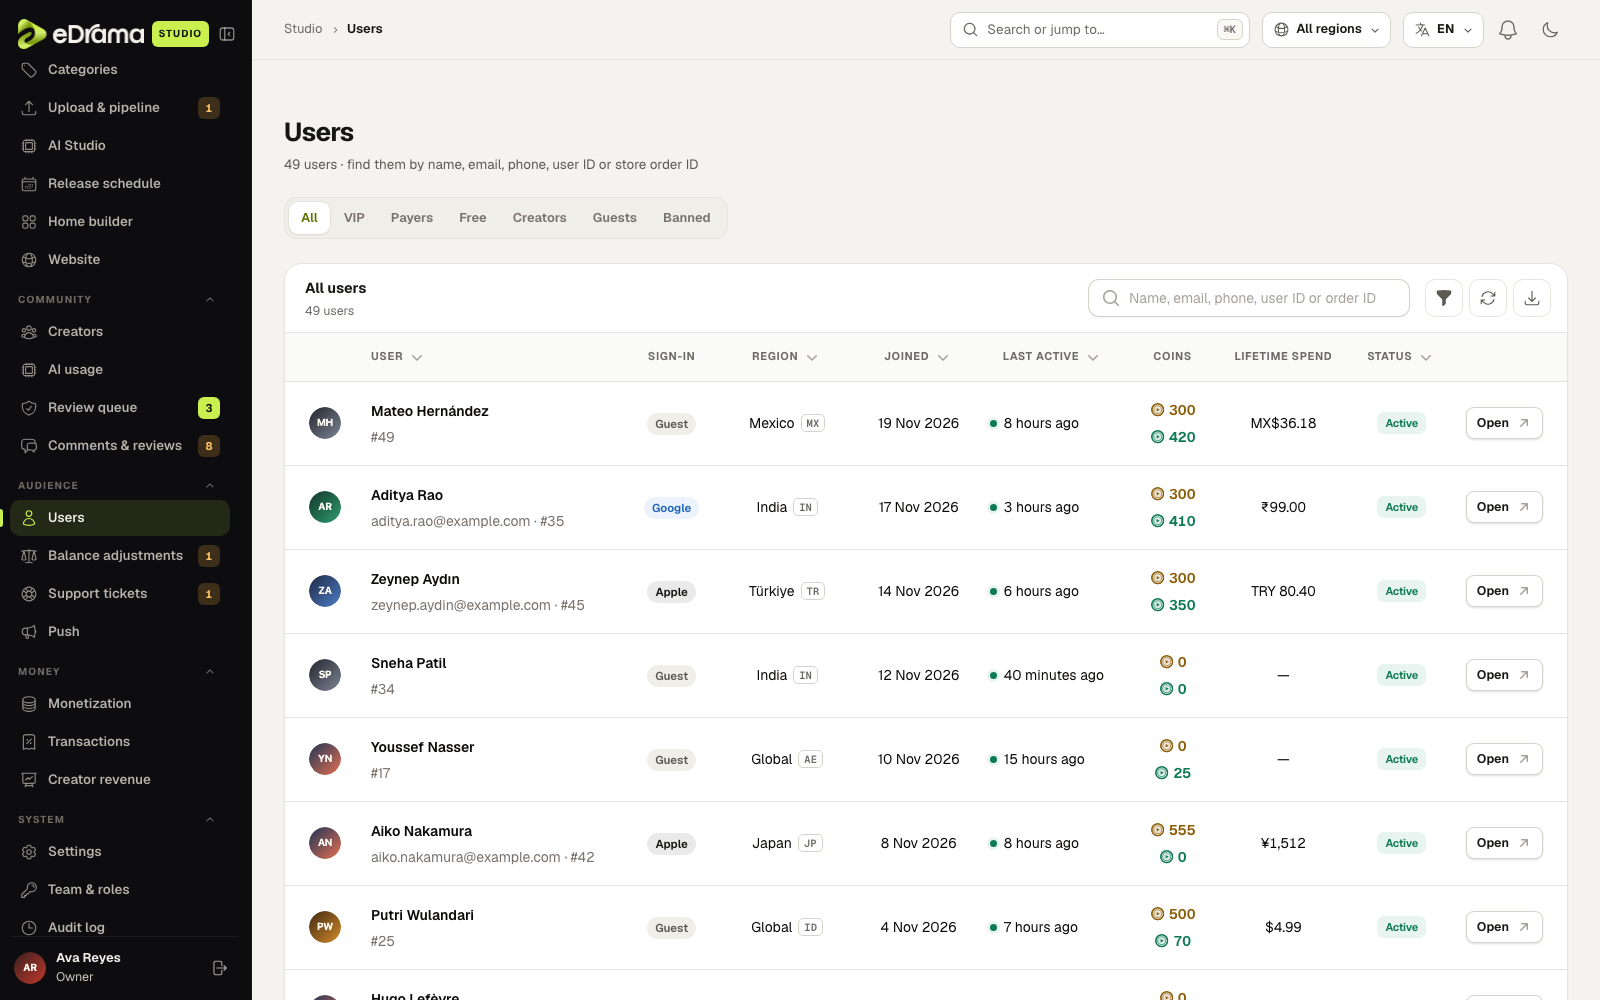 eDrama STUDIO
Categories
Upload & pipeline 1
AI Studio
Release schedule
Home builder
Website
COMMUNITY
Creators
AI usage
Review queue 3
Comments & reviews 8
AUDIENCE
Users
Balance adjustments 1
Support tickets 1
Push
MONEY
Monetization
Transactions
Creator revenue
SYSTEM
Settings
Team & roles
Audit log
AR Ava Reyes
Owner
Studio › Users
Search or jump to… ⌘K
All regions
EN
Users
49 users · find them by name, email, phone, user ID or store order ID
All VIP Payers Free Creators Guests Banned
All users
49 users
Name, email, phone, user ID or order ID
USER SIGN-IN REGION JOINED LAST ACTIVE COINS LIFETIME SPEND STATUS
MH Mateo Hernández Guest Mexico MX 19 Nov 2026 8 hours ago 300 MX$36.18 Active Open
#49 420
AR Aditya Rao Google India IN 17 Nov 2026 3 hours ago 300 ₹99.00 Active Open
aditya.rao@example.com · #35 410
ZA Zeynep Aydın Apple Türkiye TR 14 Nov 2026 6 hours ago 300 TRY 80.40 Active Open
zeynep.aydin@example.com · #45 350
SP Sneha Patil Guest India IN 12 Nov 2026 40 minutes ago 0 — Active Open
#34 0
YN Youssef Nasser Guest Global AE 10 Nov 2026 15 hours ago 0 — Active Open
#17 25
AN Aiko Nakamura Apple Japan JP 8 Nov 2026 8 hours ago 555 ¥1,512 Active Open
aiko.nakamura@example.com · #42 0
PW Putri Wulandari Guest Global ID 4 Nov 2026 7 hours ago 500 $4.99 Active Open
#25 70
Hugo Lefèvre 0